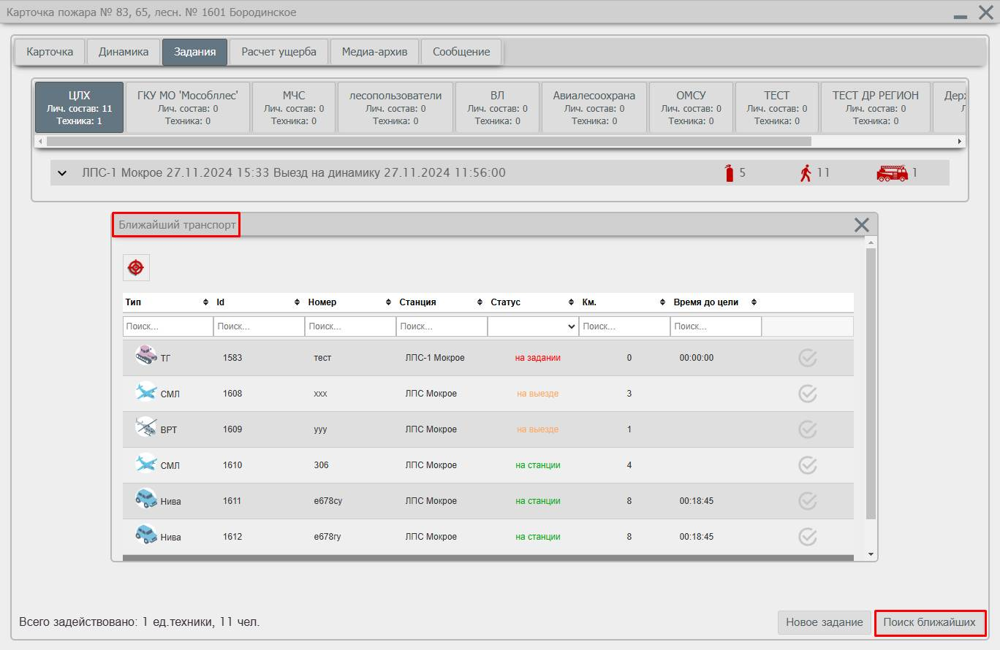 Карточка пожара № 83, 65, лесн. № 1601 Бородинское
Карточка Динамика Задания Расчет ущерба Медиа-архив Сообщение
ЦЛХ ГКУ МО 'Мособллес' МЧС лесопользователи ВЛ Авиалесоохрана ОМСУ ТЕСТ ТЕСТ ДР РЕГИОН Держ
Лич. состав: 11 Лич. состав: 0 Лич. состав: 0 Лич. состав: 0 Лич. состав: 0 Лич. состав: 0 Лич. состав: 0 Лич. состав: 0 Лич. состав: 0 Л
Техника: 1 Техника: 0 Техника: 0 Техника: 0 Техника: 0 Техника: 0 Техника: 0 Техника: 0 Техника: 0
ЛПС-1 Мокрое 27.11.2024 15:33 Выезд на динамику 27.11.2024 11:56:00 5 11 1
Ближайший транспорт
Тип Id Номер Станция Статус Км. Время до цели
Поиск... Поиск... Поиск... Поиск... Поиск... Поиск...
ТГ 1583 тест ЛПС-1 Мокрое на задании 0 00:00:00
СМЛ 1608 xxx ЛПС Мокрое на выезде 3
ВРТ 1609 yyy ЛПС Мокрое на выезде 1
СМЛ 1610 306 ЛПС Мокрое на станции 4
Нива 1611 е678су ЛПС Мокрое на станции 8 00:18:45
Нива 1612 е678гу ЛПС Мокрое на станции 8 00:18:45
Всего задействовано: 1 ед.техники, 11 чел. Новое задание Поиск ближайших